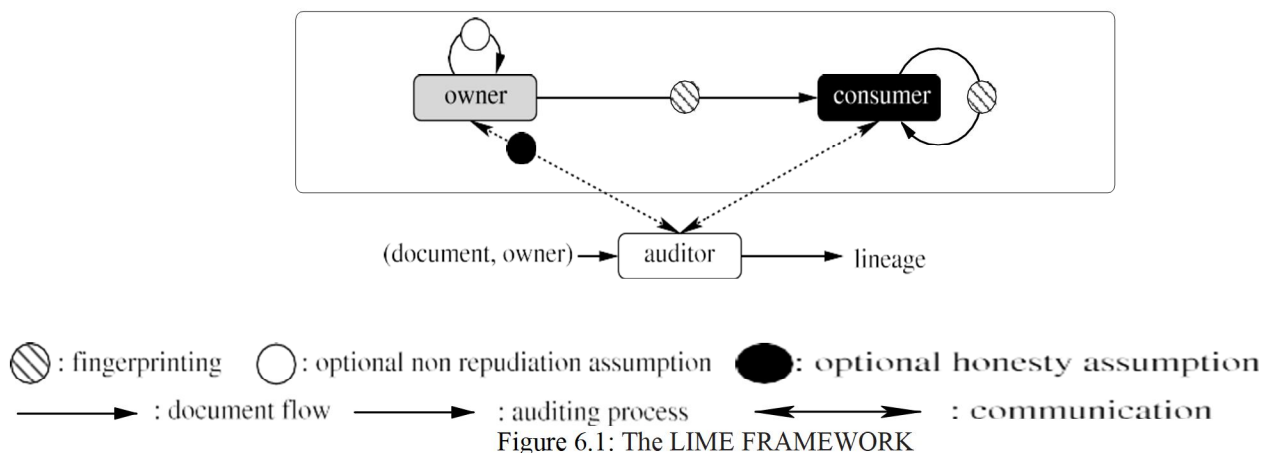 owner
consumer
(document, owner)
auditor
lineage
: fingerprinting
: optional non repudiation assumption
: optional honesty assumption
: document flow
: auditing process
: communication
Figure 6.1: The LIME FRAMEWORK